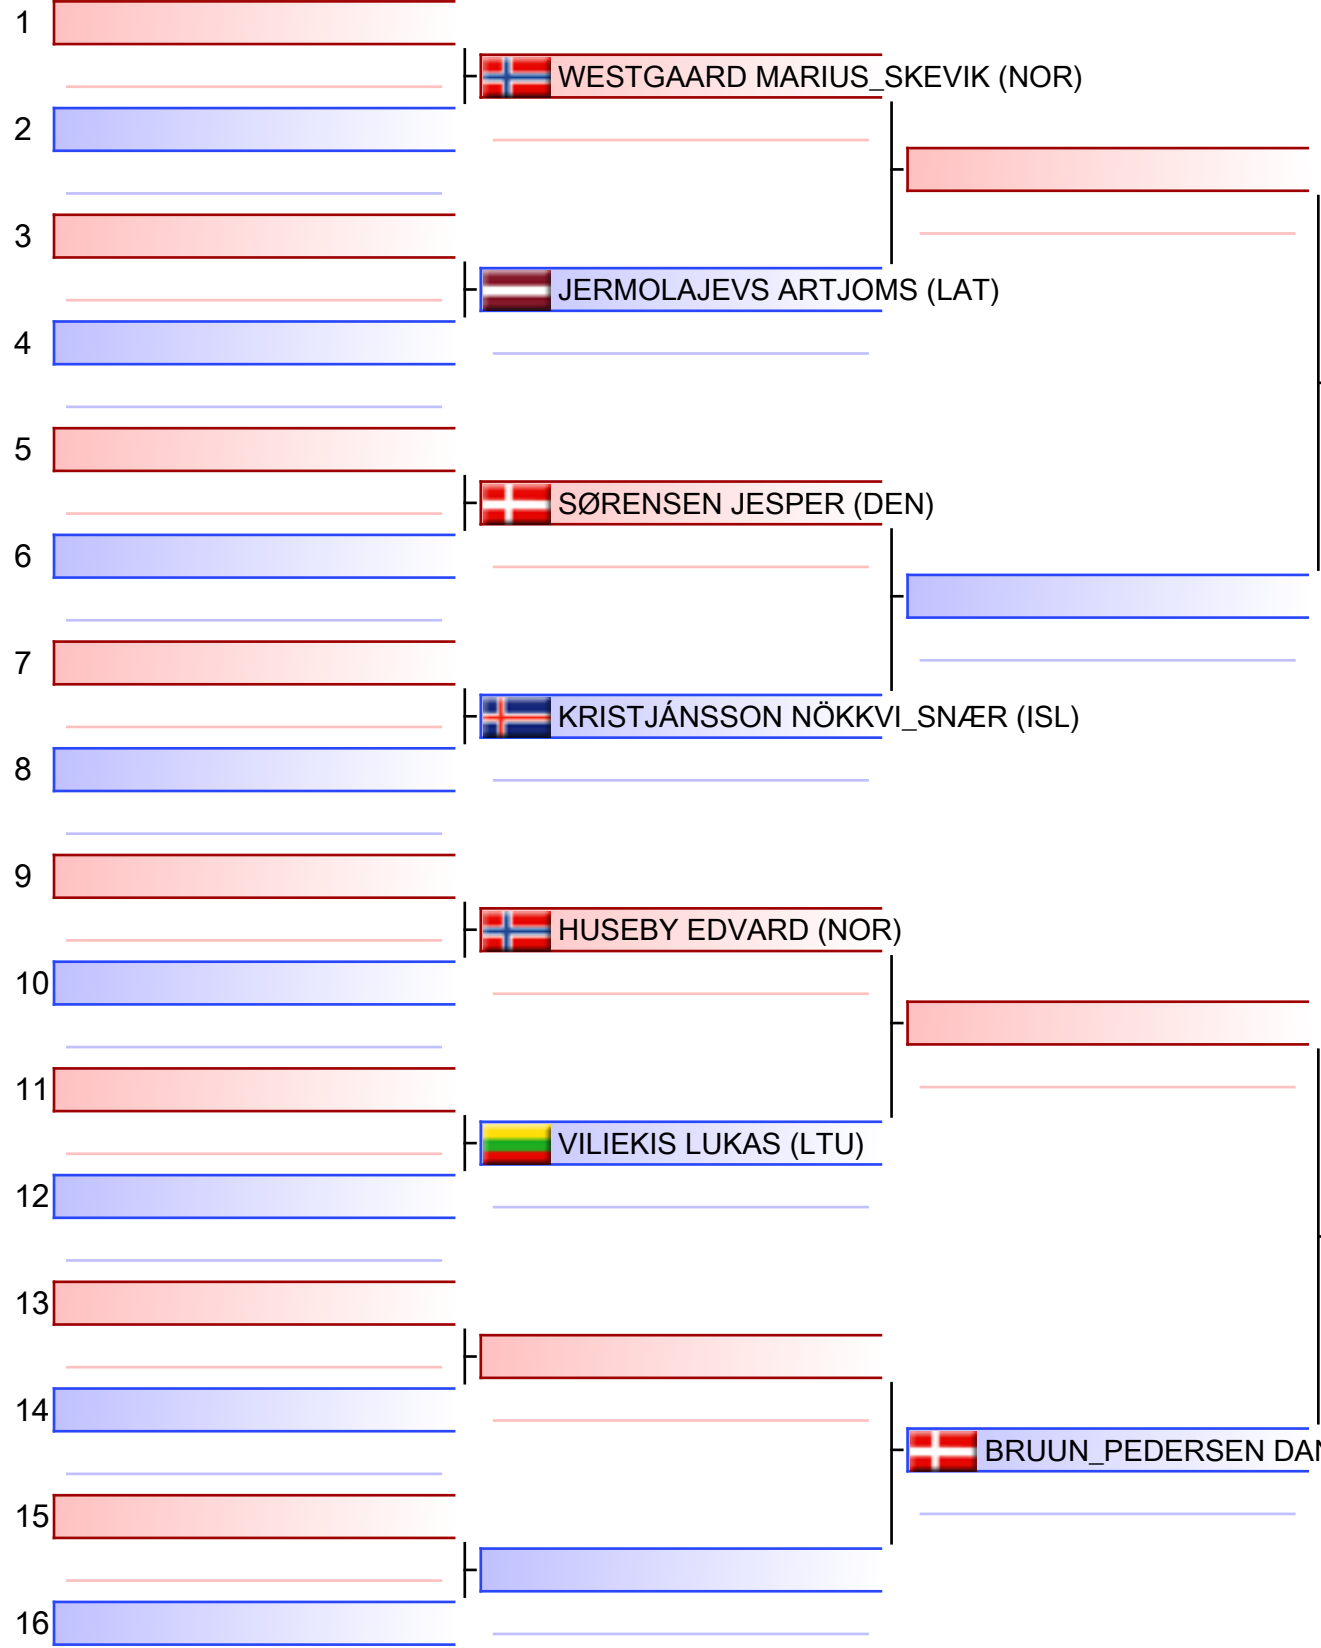 1
WESTGAARD MARIUS_SKEVIK (NOR)
2
3
JERMOLAJEVS ARTJOMS (LAT)
4
5
SØRENSEN JESPER (DEN)
6
7
KRISTJÁNSSON NÖKKVI_SNÆR (ISL)
8
9
HUSEBY EDVARD (NOR)
10
11
VILIEKIS LUKAS (LTU)
12
13
14
BRUUN_PEDERSEN
15
16